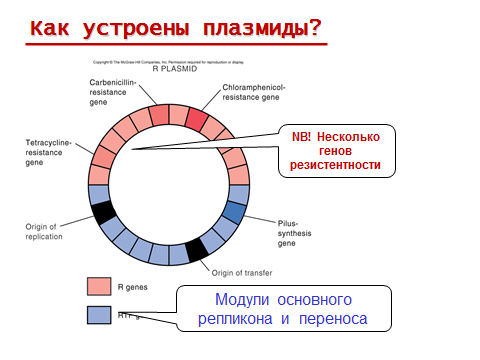 Как устроены плазмиды?
Copyright © The McGraw-Hill Companies, Inc. Permission required for reproduction or display.
R PLASMID
Carbenicillin-
resistance
gene
Chloramphenicol-
resistance gene
NB! Несколько
генов
резистентности
Tetracycline-
resistance
gene
Origin of
replication
Pilus-
synthesis
gene
Origin of transfer
R genes
Модули основного
репликона и переноса